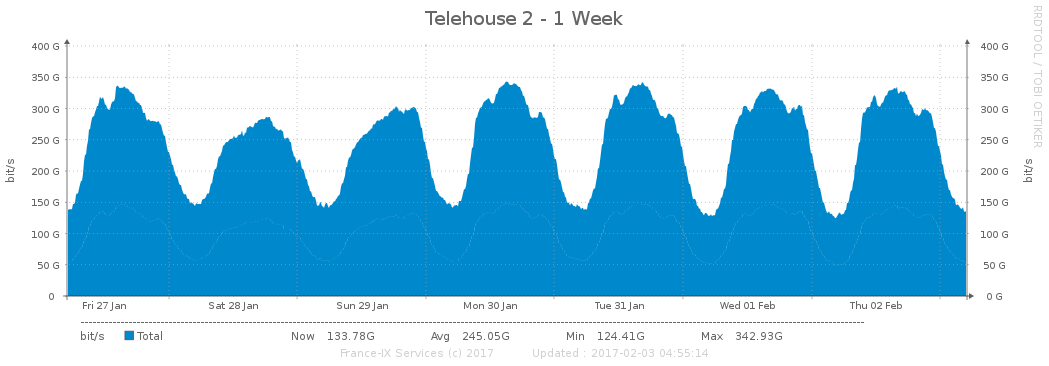 Telehouse 2 - 1 Week
RRDTOOL / TOBI OETIKER
400 G 400 G
350 G 350 G
300 G 300 G
250 G 250 G
200 G 200 G
150 G 150 G
100 G 100 G
50 G 50 G
0 0 G
bit/s bit/s
Fri 27 Jan Sat 28 Jan Sun 29 Jan Mon 30 Jan Tue 31 Jan Wed 01 Feb Thu 02 Feb
bit/s Total Now 133.78G Avg 245.05G Min 124.41G Max 342.93G
France-IX Services (c) 2017 Updated : 2017-02-03 04:55:14